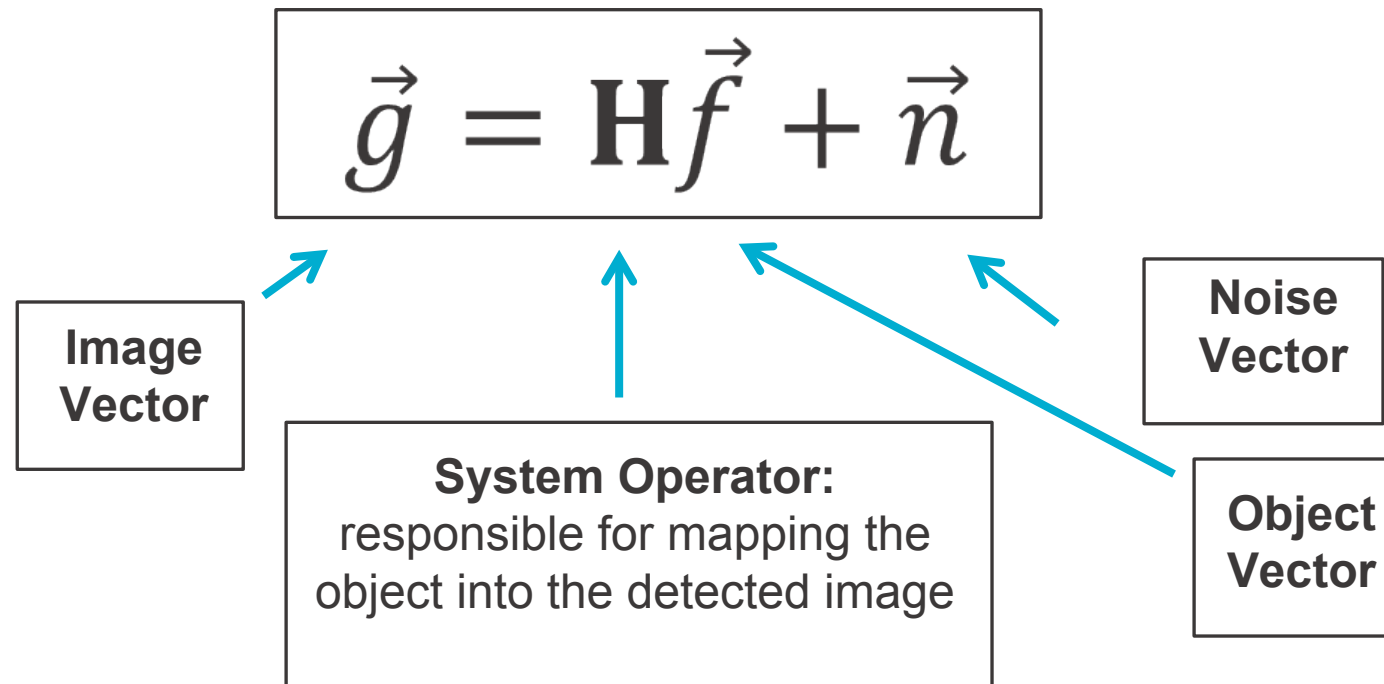 g⃗ = Hf⃗ + n⃗
Image
Vector
System Operator:
responsible for mapping the
object into the detected image
Noise
Vector
Object
Vector